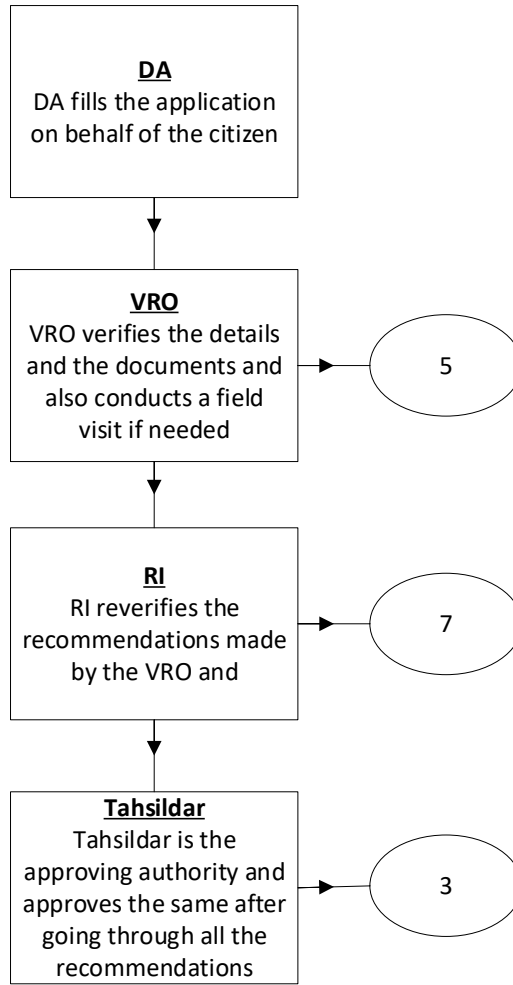 DA
DA fills the application
on behalf of the citizen
VRO
VRO verifies the details
and the documents and
also conducts a field
visit if needed
5
RI
RI reverifies the
recommendations made
by the VRO and
7
Tahsildar
Tahsildar is the
approving authority and
approves the same after
going through all the
recommendations
3